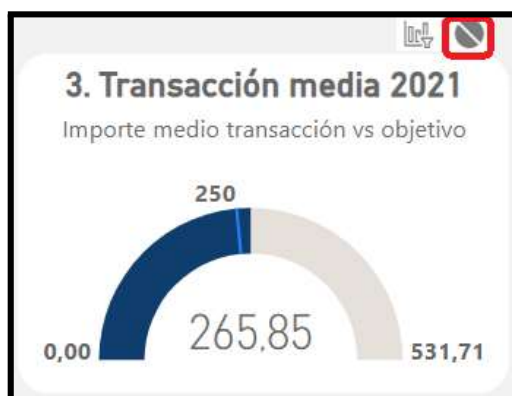 3. Transacción media 2021
Importe medio transacción vs objetivo
250
265,85
0,00
531,71